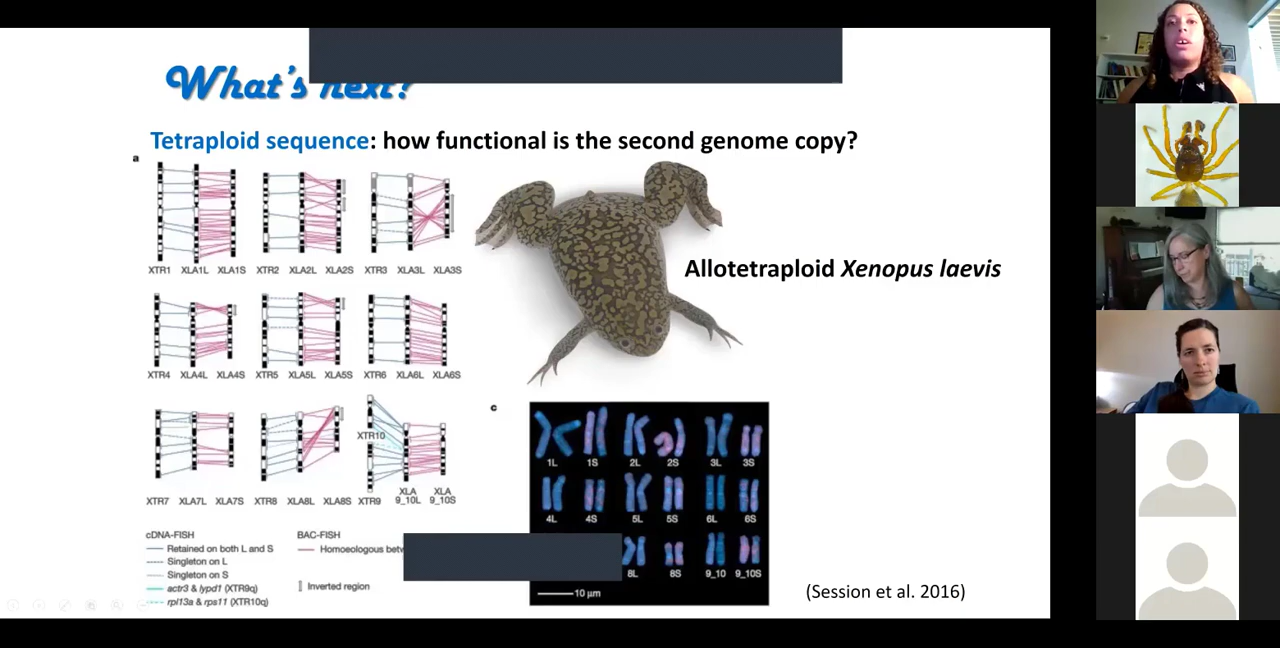 What's next?
Tetraploid sequence: how functional is the second genome copy?
a
XTR1 XLA1L XLA1S XTR2 XLA2L XLA2S XTR3 XLA3L XLA3S
Allotetraploid Xenopus laevis
XTR4 XLA4L XLA4S XTR5 XLA5L XLA5S XTR6 XLA6L XLA6S
c
XTR10
1L 1S 2L 2S 3L 3S
XTR7 XLA7L XLA7S XTR8 XLA8L XLA8S XTR9 XLA 9_10L XLA 9_10S
4L 4S 5L 5S 6L 6S
cDNA-FISH
Retained on both L and S
Singleton on L
Singleton on S
actr3 & lypd1 (XTR9q)
rpl13a & rps11 (XTR10q)
BAC-FISH
Homoeologous betw
Inverted region
8L 8S 9_10 9_10S
10 µm
(Session et al. 2016)